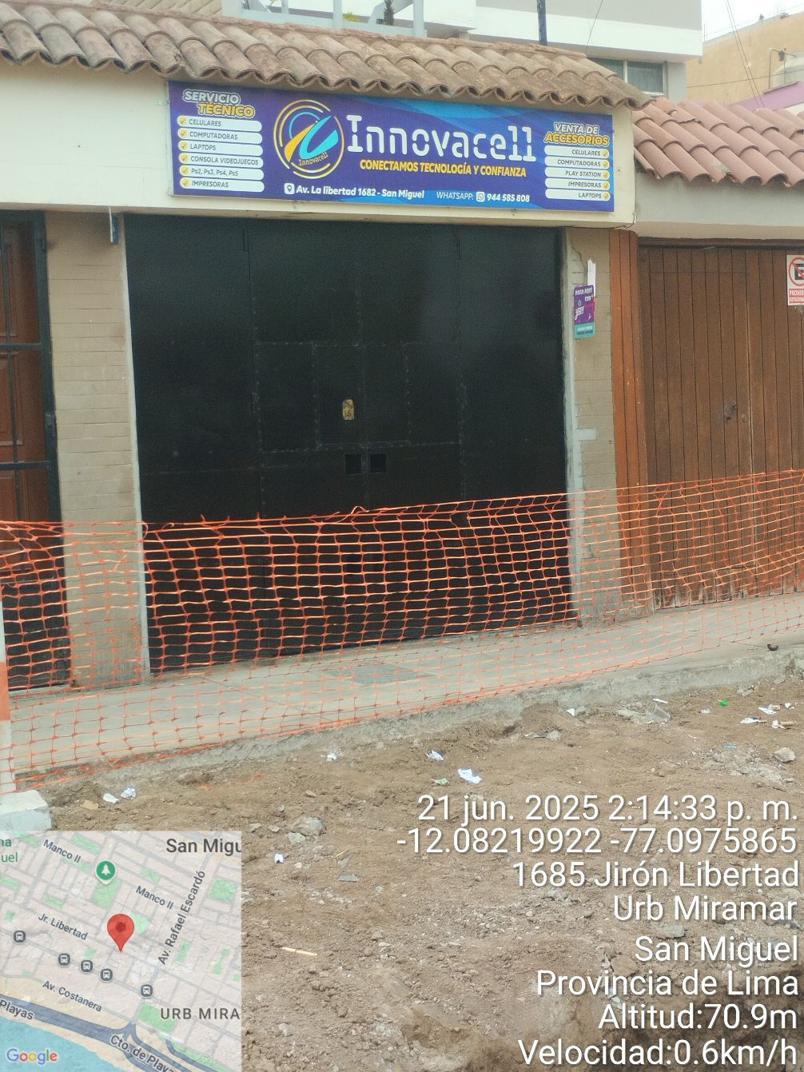 SERVICIO
TÉCNICO
CELULARES
COMPUTADORAS
LAPTOPS
CONSOLA VIDEOJUEGOS
Ps2, Ps3, Ps4, Ps5
IMPRESORAS
Innovacell
Innovacell
CONECTAMOS TECNOLOGÍA Y CONFIANZA
Av. La libertad 1682 - San Miguel
WHATSAPP: 944 585 808
VENTA DE
ACCESORIOS
CELULARES
COMPUTADORAS
PLAY STATION
IMPRESORAS
LAPTOPS
21 jun. 2025 2:14:33 p. m.
-12.08219922 -77.0975865
1685 Jirón Libertad
Urb Miramar
San Miguel
Provincia de Lima
Altitud:70.9m
Velocidad:0.6km/h
San Migu
Manco II
Manco II
Jr. Libertad
Av. Rafael Escardó
Av. Costanera
URB MIRA
Playas
Cto. de Playa
Google